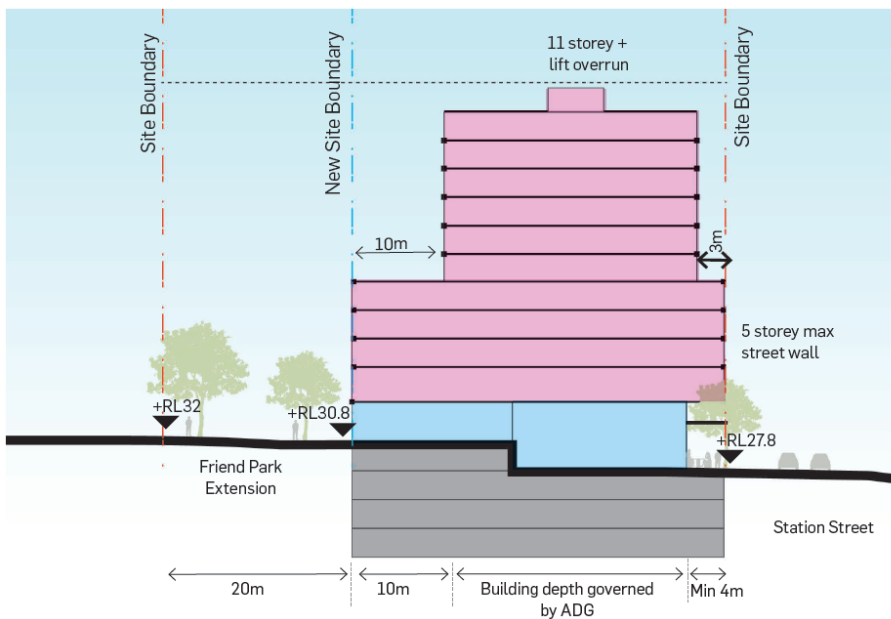 Site Boundary
New Site Boundary
11 storey +
lift overrun
Site Boundary
10m
3m
5 storey max
street wall
+RL32
+RL30.8
+RL27.8
Friend Park
Extension
Station Street
20m
10m
Building depth governed
by ADG
Min 4m